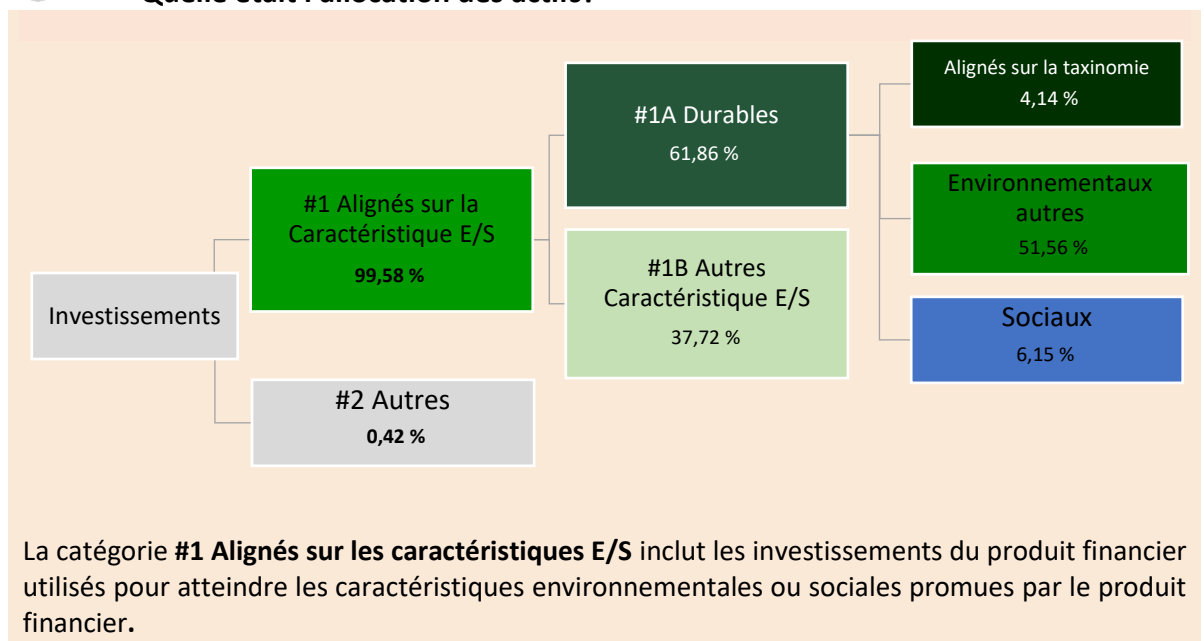 Quelle était l'allocation des actifs?
Alignés sur la taxinomie
4,14 %
#1A Durables
61,86 %
Environnementaux
autres
51,56 %
#1 Alignés sur la
Caractéristique E/S
99,58 %
#1B Autres
Caractéristique E/S
37,72 %
Investissements
Sociaux
6,15 %
#2 Autres
0,42 %
La catégorie #1 Alignés sur les caractéristiques E/S inclut les investissements du produit financier
utilisés pour atteindre les caractéristiques environnementales ou sociales promues par le produit
financier.